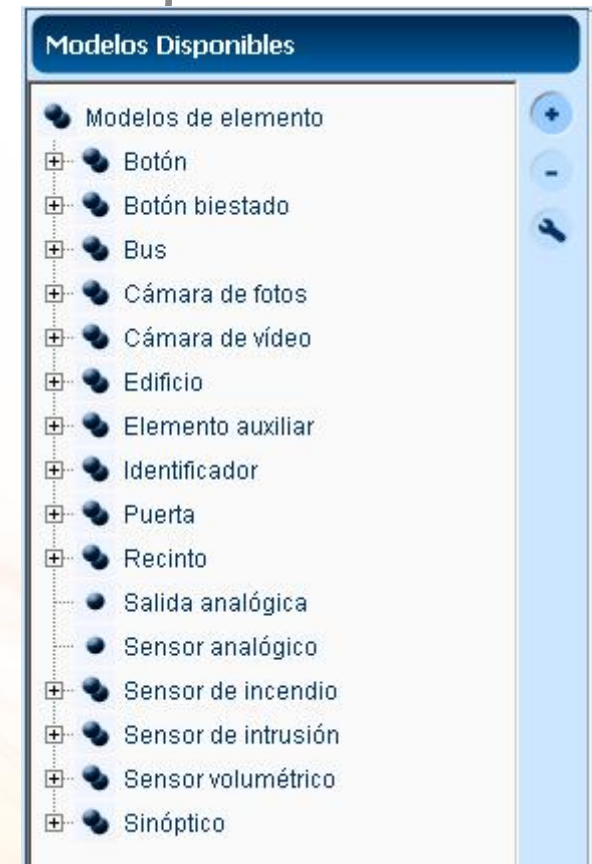 Modelos Disponibles
Modelos de elemento
Botón
Botón biestado
Bus
Cámara de fotos
Cámara de vídeo
Edificio
Elemento auxiliar
Identificador
Puerta
Recinto
Salida analógica
Sensor analógico
Sensor de incendio
Sensor de intrusión
Sensor volumétrico
Sinóptico